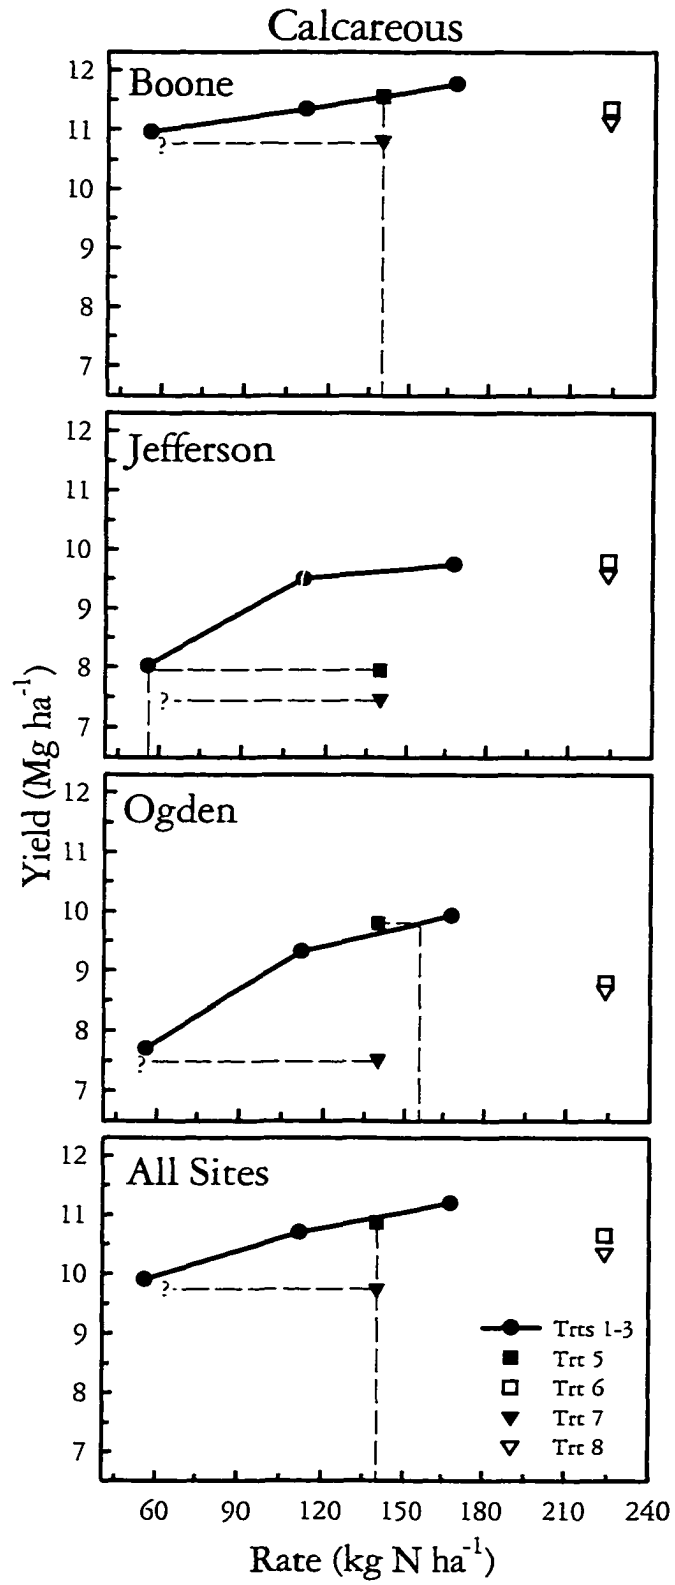 Calcareous
Boone
12
11
10
9
8
7
?
Jefferson
12
11
10
9
8
7
?
Yield (Mg ha-1)
Ogden
12
11
10
9
8
7
?
All Sites
12
11
10
9
8
7
?
Trts 1-3
Trt 5
Trt 6
Trt 7
Trt 8
60 90 120 150 180 210 240
Rate (kg N ha-1)